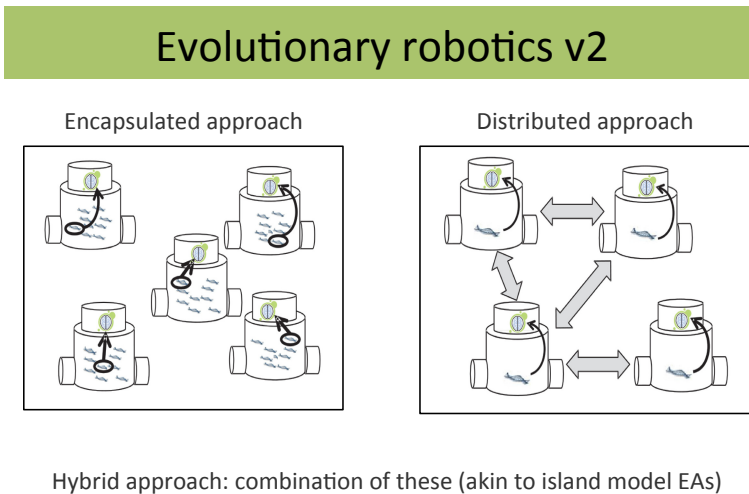 Evolutionary robotics v2
Encapsulated approach
Distributed approach
Hybrid approach: combination of these (akin to island model EAs)